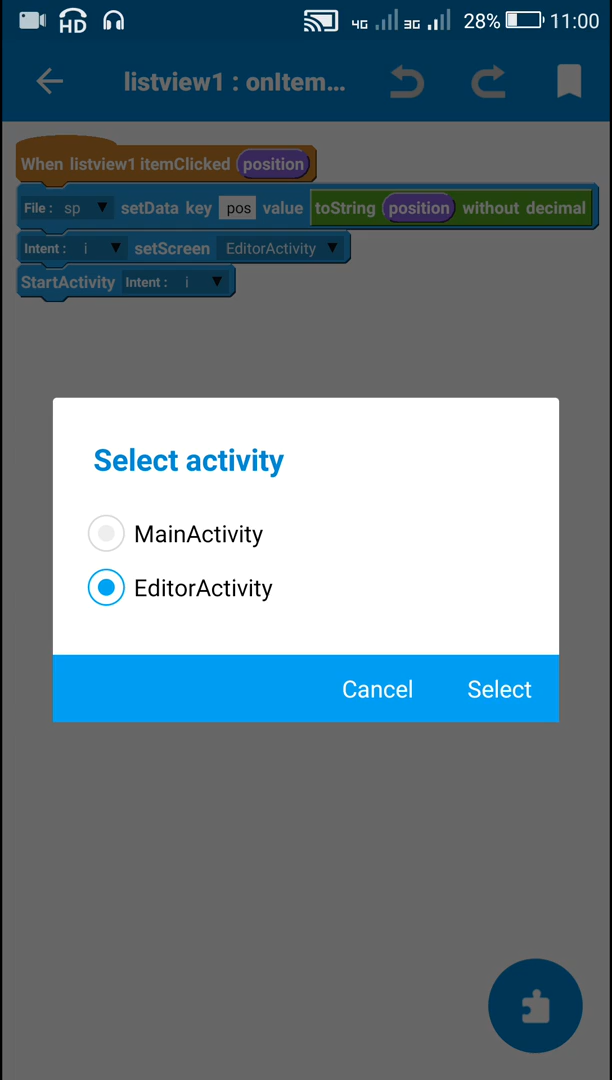 HD 4G 3G 28% 11:00
listview1 : onItem...
When listview1 itemClicked position
File : sp setData key pos value toString position without decimal
Intent : i setScreen EditorActivity
StartActivity Intent : i
Select activity
MainActivity
EditorActivity
Cancel Select